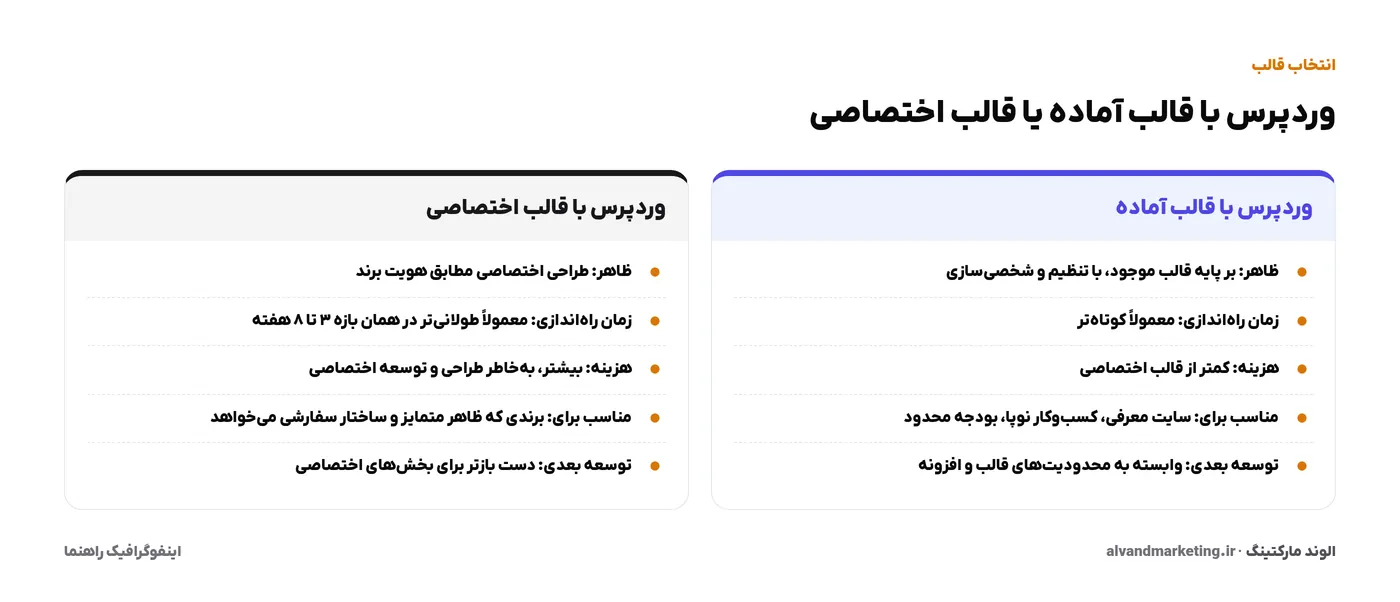 انتخاب قالب
وردپرس با قالب آماده یا قالب اختصاصی
وردپرس با قالب آماده
ظاهر: بر پایه قالب موجود، با تنظیم و شخصی‌سازی
زمان راه‌اندازی: معمولاً کوتاه‌تر
هزینه: کمتر از قالب اختصاصی
مناسب برای: سایت معرفی، کسب‌وکار نوپا، بودجه محدود
توسعه بعدی: وابسته به محدودیت‌های قالب و افزونه
وردپرس با قالب اختصاصی
ظاهر: طراحی اختصاصی مطابق هویت برند
زمان راه‌اندازی: معمولاً طولانی‌تر در همان بازه ۳ تا ۸ هفته
هزینه: بیشتر، به‌خاطر طراحی و توسعه اختصاصی
مناسب برای: برندی که ظاهر متمایز و ساختار سفارشی می‌خواهد
توسعه بعدی: دست بازتر برای بخش‌های اختصاصی
الوند مارکتینگ · alvandmarketing.ir
اینفوگرافیک راهنما